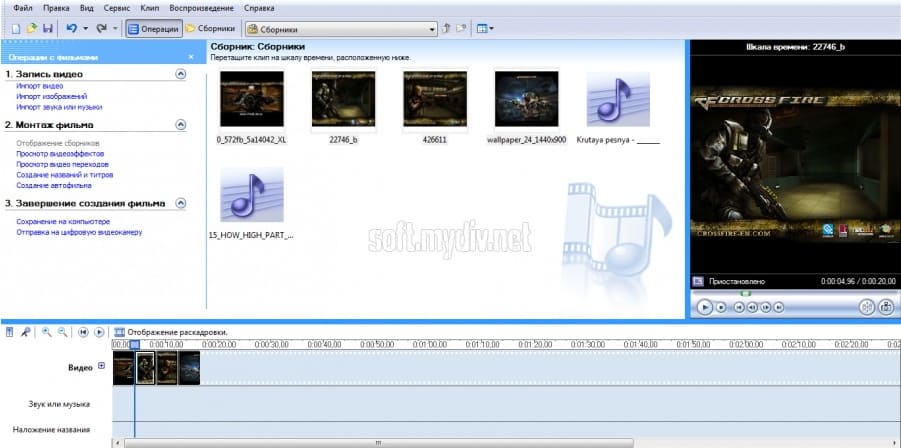 Файл Правка Вид Сервис Клип Воспроизведение Справка
Операции Сборники Сборники
Операции с фильмами
1. Запись видео
Импорт видео
Импорт изображений
Импорт звука или музыки
2. Монтаж фильма
Отображение сборников
Просмотр видеоэффектов
Просмотр видео переходов
Создание названий и титров
Создание автофильма
3. Завершение создания фильма
Сохранение на компьютере
Отправка на цифровую видеокамеру
Сборник: Сборники
Перетащите клип на шкалу времени, расположенную ниже.
0_572fb_5a14042_XL 22746_b 426611 wallpaper_24_1440x900 Krutaya pesnya - ______
15_HOW_HIGH_PART_...
soft.mydiv.net
Шкала времени: 22746_b
CROSS FIRE
CROSSFIRE-EN.COM
Приостановлено 0:00:04,96 / 0:00:20,00
Отображение раскадровки.
00,00 0:00:10,00 0:00:20,00 0:00:30,00 0:00:40,00 0:00:50,00 0:01:00,00 0:01:10,00 0:01:20,00 0:01:30,00 0:01:40,00 0:01:50,00 0:02:00,00 0:02:10,00 0:02:20,00 0:02
Видео
Звук или музыка
Наложение названия